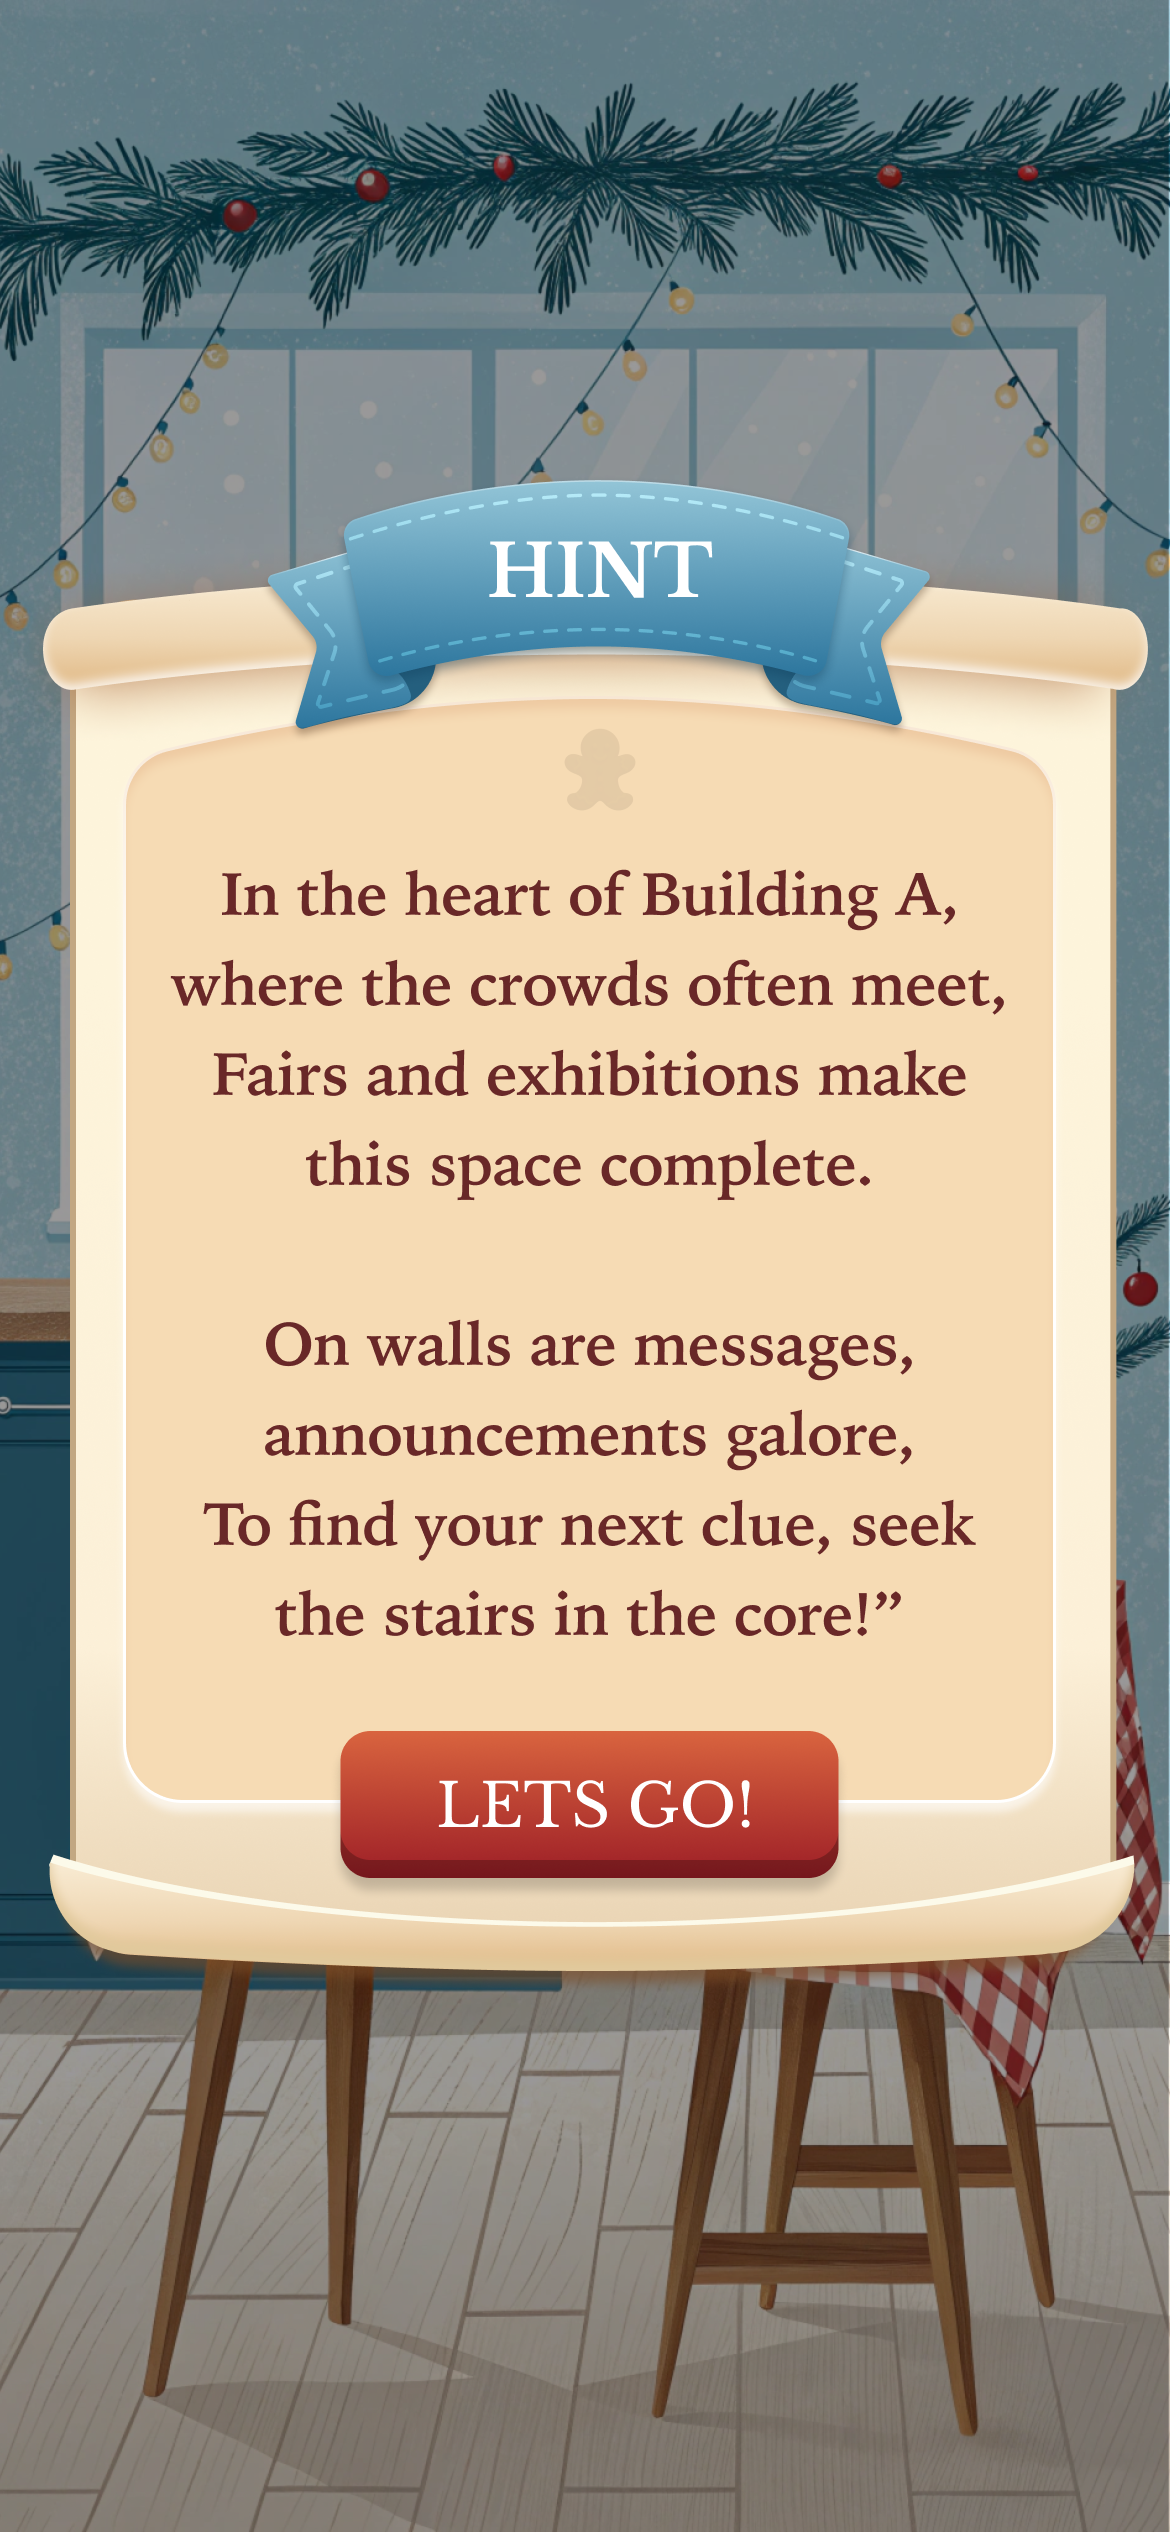 HINT
In the heart of Building A,
where the crowds often meet,
Fairs and exhibitions make
this space complete.
On walls are messages,
announcements galore,
To find your next clue, seek
the stairs in the core!”
LETS GO!